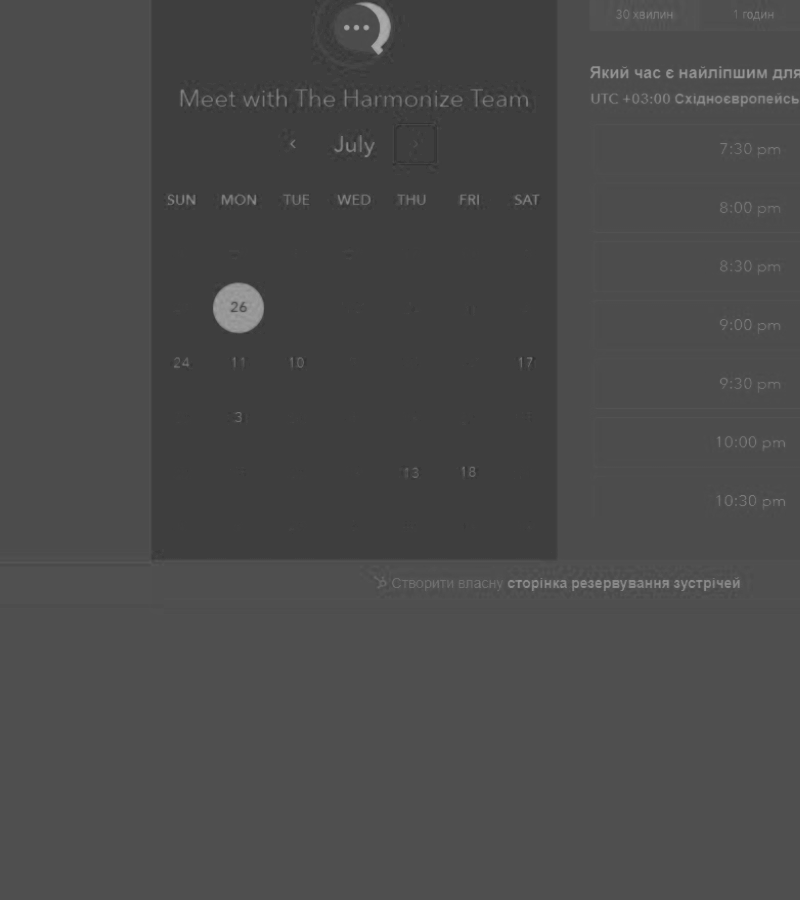 30 хвилин 1 годин
Meet with The Harmonize Team
Який час є найліпшим для
July
UTC +03:00 Східноєвропейсь
7:30 pm
SUN MON TUE WED THU FRI SAT
8:00 pm
8:30 pm
26
9:00 pm
24 11 10 17
9:30 pm
3
10:00 pm
13 18
10:30 pm
Створити власну сторінка резервування зустрічей